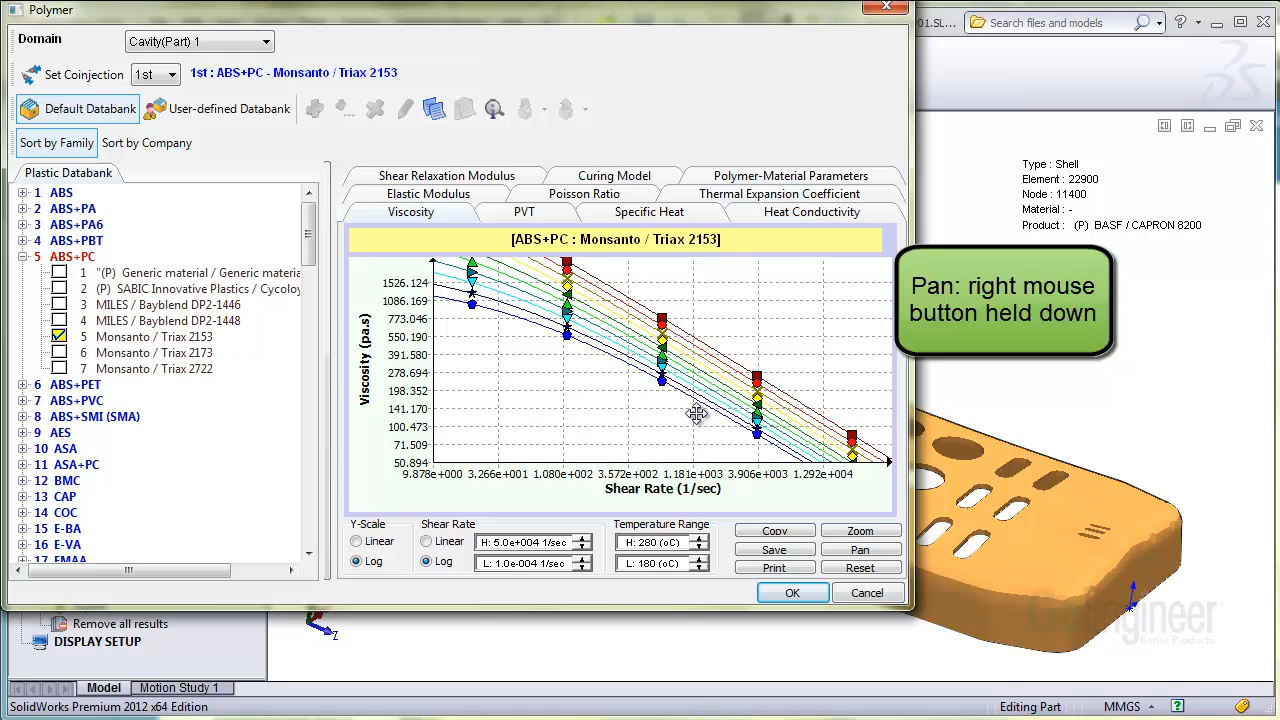 Polymer
01.SL...
Search files and models
Domain
Cavity(Part) 1
Set Coinjection
1st
1st : ABS+PC - Monsanto / Triax 2153
Default Databank
User-defined Databank
Sort by Family
Sort by Company
Plastic Databank
1 ABS
2 ABS+PA
3 ABS+PA6
4 ABS+PBT
5 ABS+PC
1 "(P) Generic material / Generic materia
2 (P) SABIC Innovative Plastics / Cycoloy
3 MILES / Bayblend DP2-1446
4 MILES / Bayblend DP2-1448
5 Monsanto / Triax 2153
6 Monsanto / Triax 2173
7 Monsanto / Triax 2722
6 ABS+PET
7 ABS+PVC
8 ABS+SMI (SMA)
9 AES
10 ASA
11 ASA+PC
12 BMC
13 CAP
14 COC
15 E-BA
16 E-VA
17 EMAA
Shear Relaxation Modulus
Curing Model
Polymer-Material Parameters
Elastic Modulus
Poisson Ratio
Thermal Expansion Coefficient
Viscosity
PVT
Specific Heat
Heat Conductivity
[ABS+PC : Monsanto / Triax 2153]
Viscosity (pa.s)
1526.124
1086.169
773.046
550.190
391.580
278.694
198.352
141.170
100.473
71.509
50.894
9.878e+000
3.266e+001
1.080e+002
3.572e+002
1.181e+003
3.906e+003
1.292e+004
Shear Rate (1/sec)
Y-Scale
Linear
Log
Shear Rate
Linear
Log
H: 5.0e+004 1/sec
L: 1.0e-004 1/sec
Temperature Range
H: 280 (oC)
L: 180 (oC)
Copy
Zoom
Save
Pan
Print
Reset
OK
Cancel
Type : Shell
Element : 22900
Node : 11400
Material : -
Product : (P) BASF / CAPRON 8200
Pan: right mouse
button held down
Remove all results
DISPLAY SETUP
Z
Model
Motion Study 1
SolidWorks Premium 2012 x64 Edition
Editing Part
MMGS